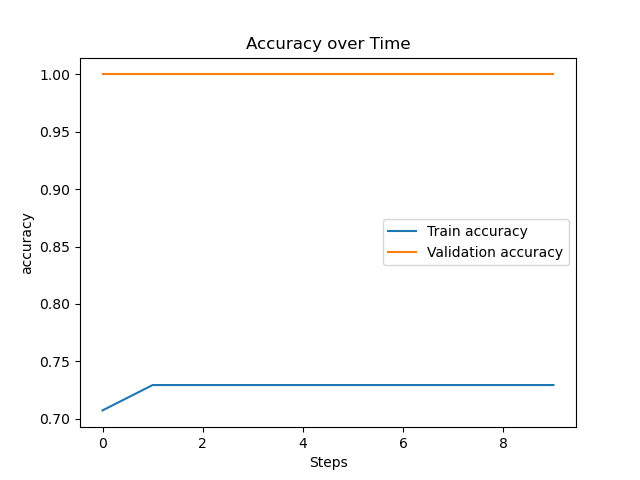 Accuracy over Time
1.00
0.95
0.90
0.85
0.80
0.75
0.70
accuracy
Train accuracy
Validation accuracy
0 2 4 6 8
Steps